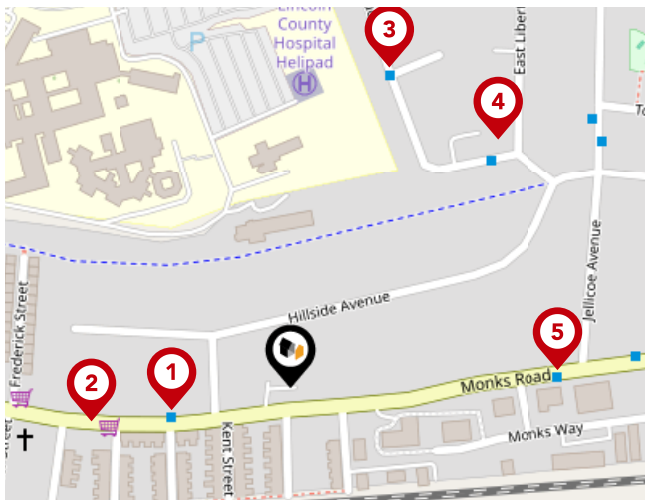 Lincoln
County
Hospital
Helipad
H
P
3
East Libert
4
Hillside Avenue
Jellicoe Avenue
Frederick Street
5
1
2
Monks Road
Kent Street
Monks Way